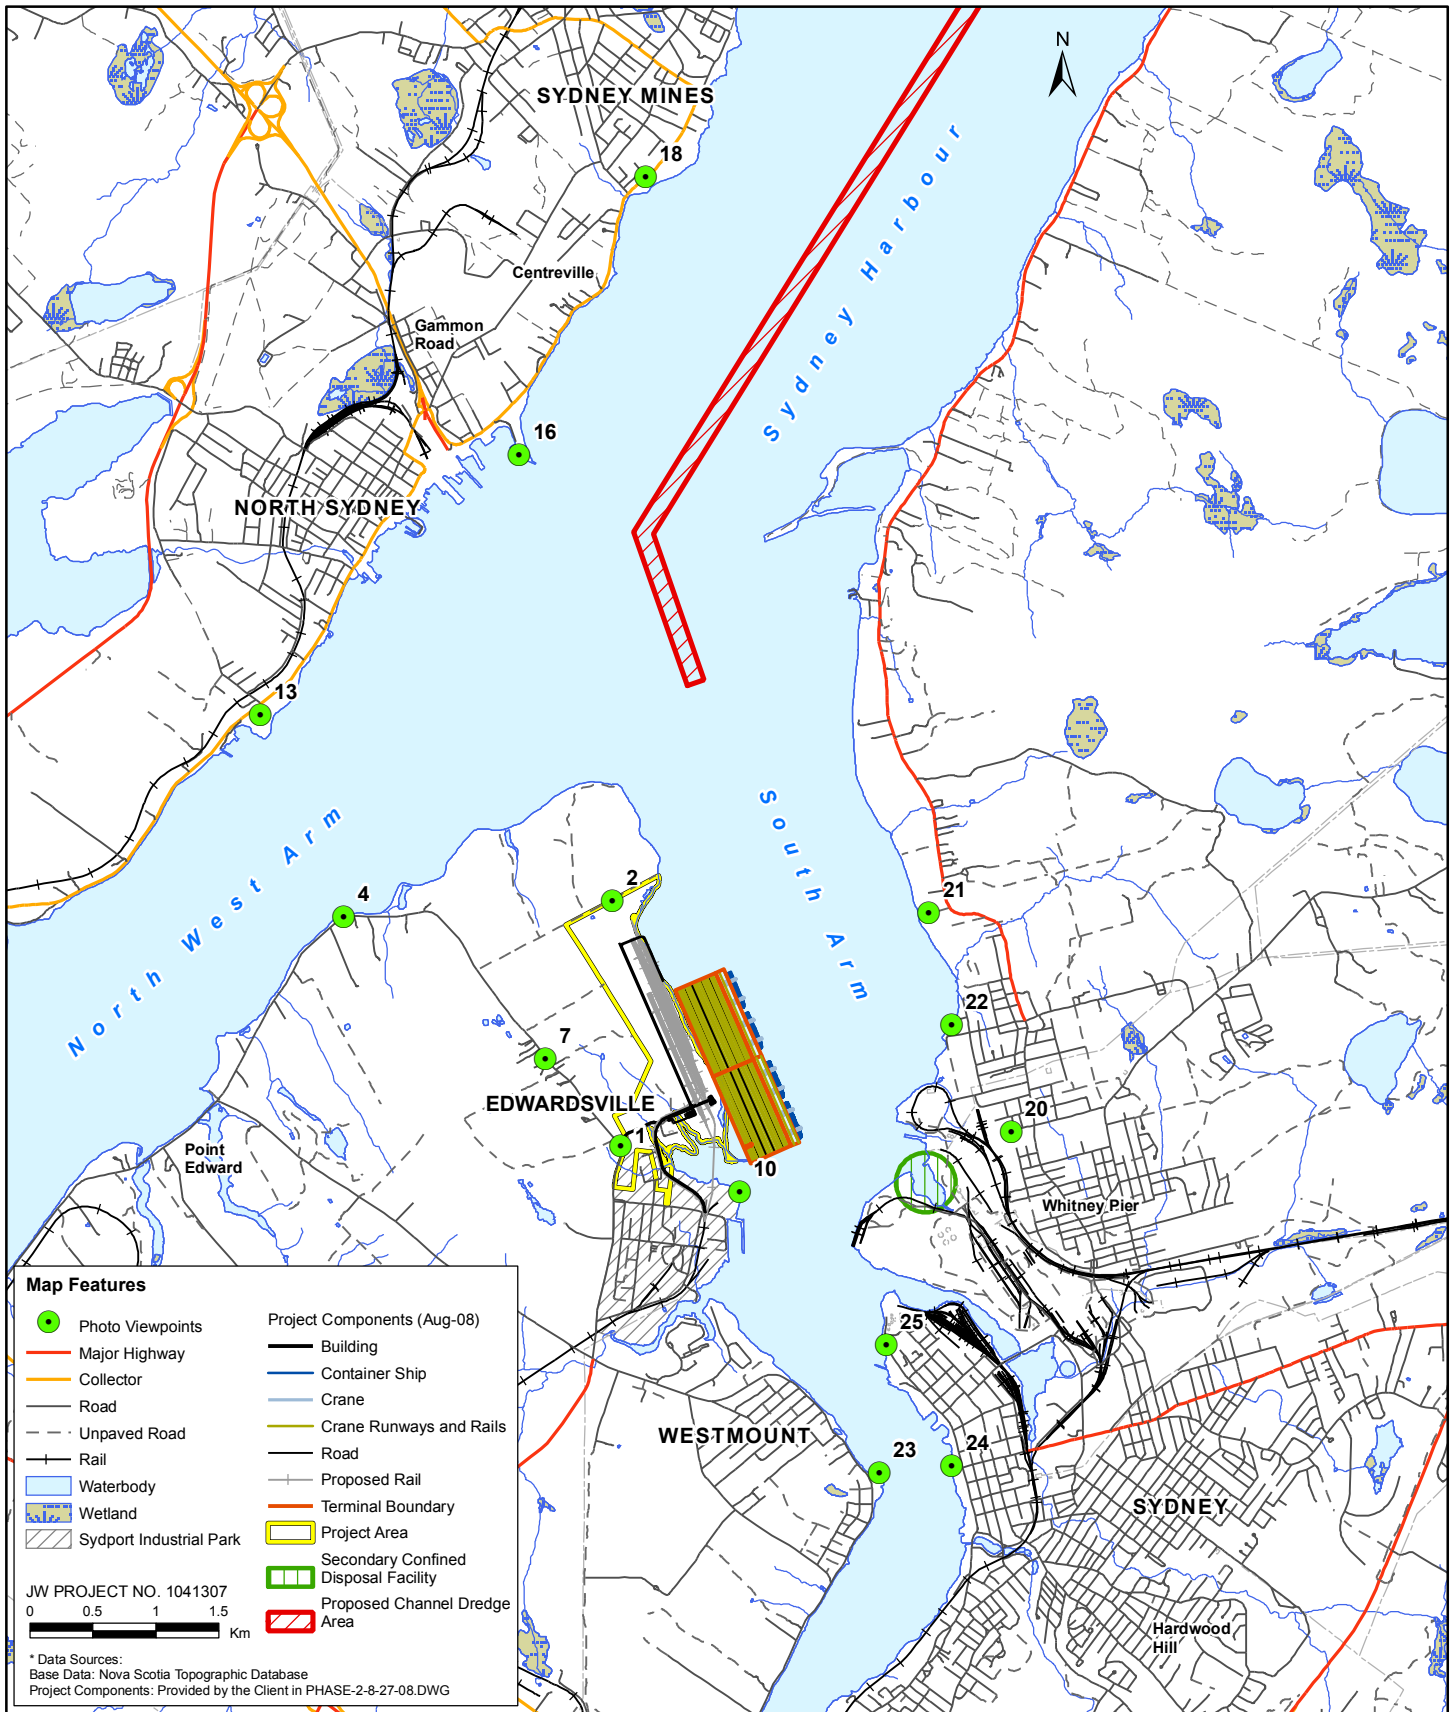 N
SYDNEY MINES
18
Sydney Harbour
Centreville
Gammon
Road
16
NORTH SYDNEY
13
North West Arm
South Arm
2
4
21
22
7
EDWARDSVILLE
20
1
Point
Edward
10
Whitney Pier
25
WESTMOUNT
23
24
SYDNEY
Hardwood
Hill
Map Features
Photo Viewpoints
Major Highway
Collector
Road
Unpaved Road
Rail
Waterbody
Wetland
Sydport Industrial Park
Project Components (Aug-08)
Building
Container Ship
Crane
Crane Runways and Rails
Road
Proposed Rail
Terminal Boundary
Project Area
Secondary Confined
Disposal Facility
Proposed Channel Dredge
Area
JW PROJECT NO. 1041307
0 0.5 1 1.5
Km
* Data Sources:
Base Data: Nova Scotia Topographic Database
Project Components: Provided by the Client in PHASE-2-8-27-08.DWG